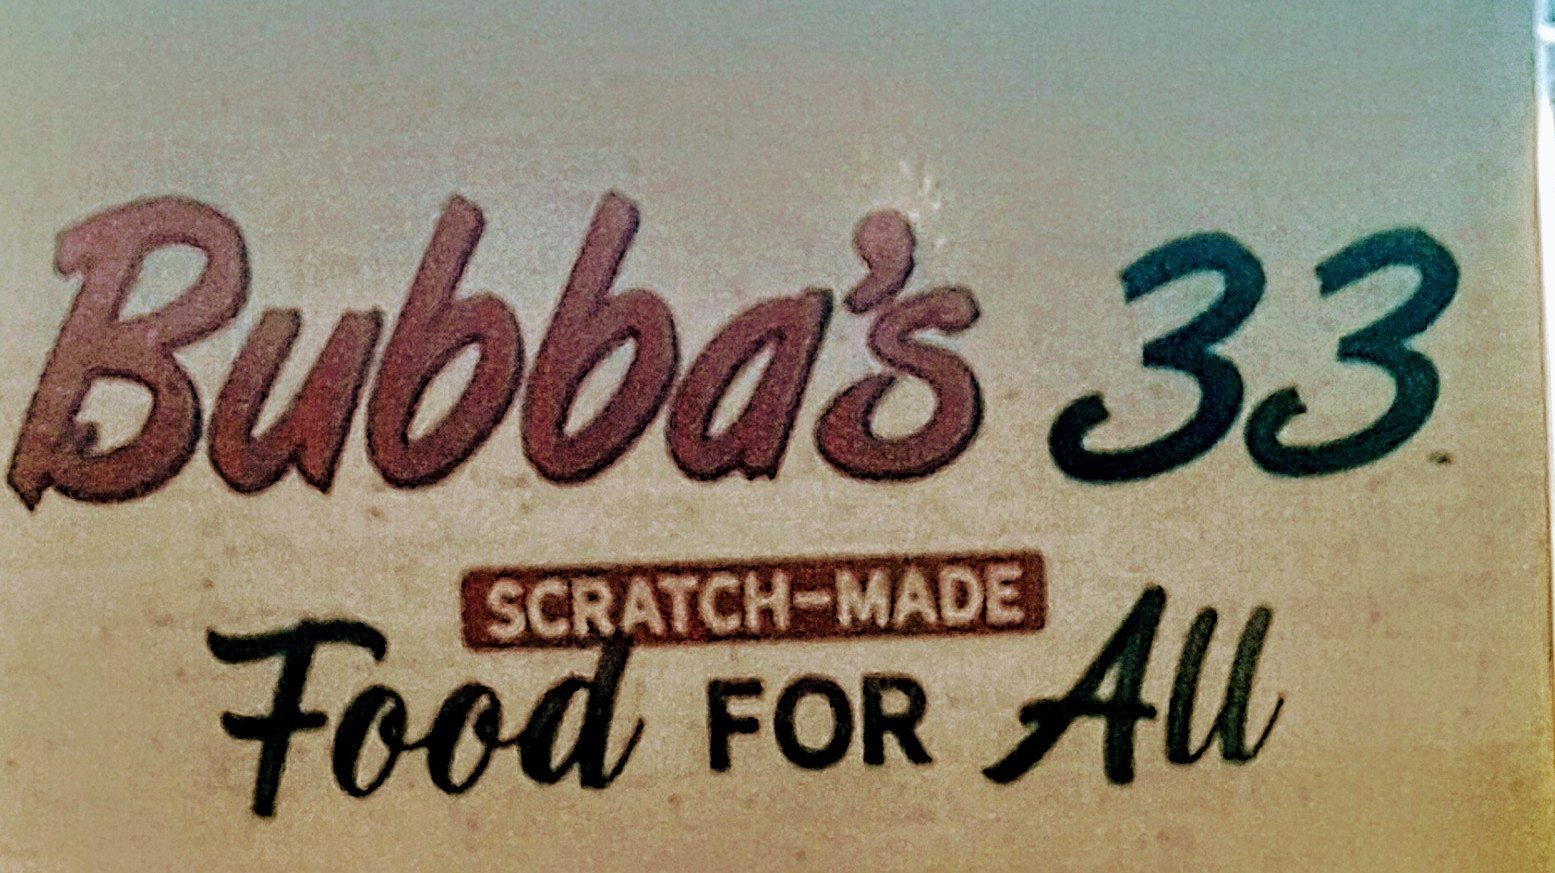 Bubba's 33
SCRATCH-MADE
Food FOR All